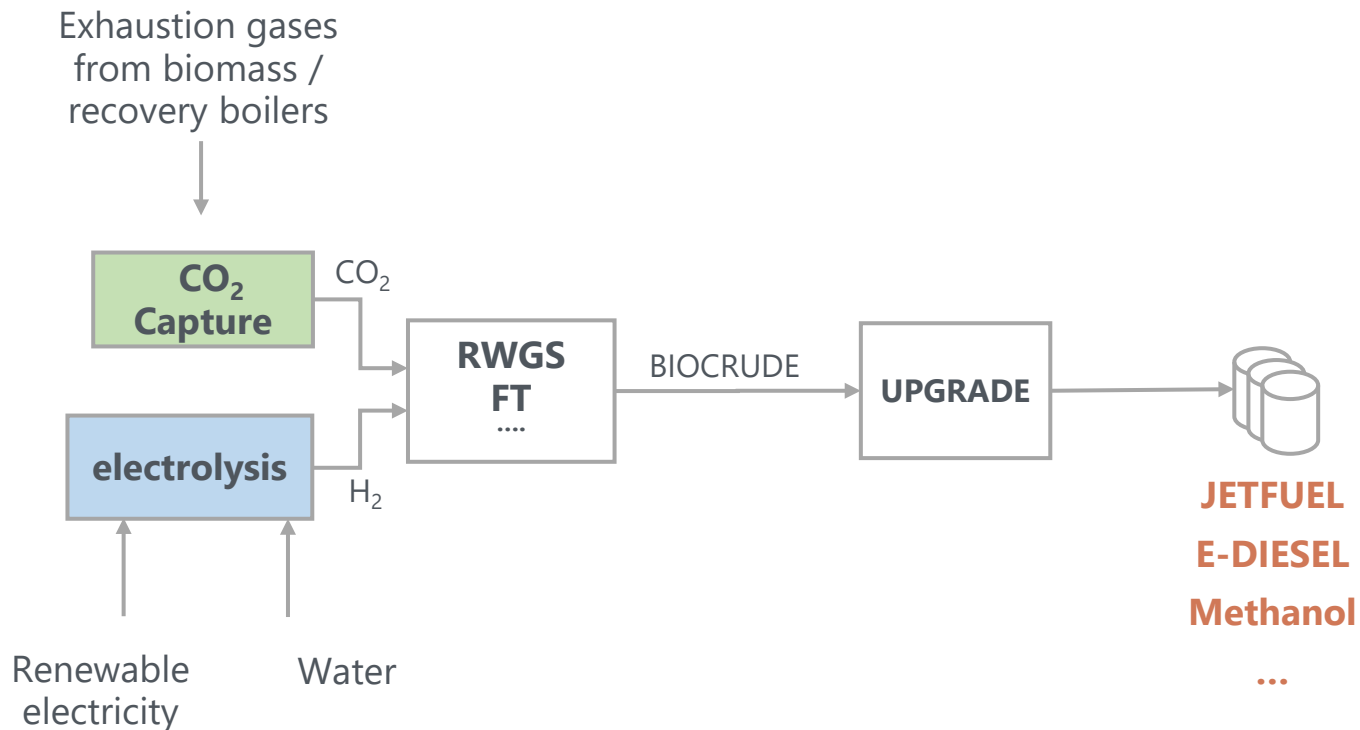 Exhaustion gases
from biomass /
recovery boilers
CO₂
Capture
CO₂
electrolysis
H₂
RWGS
FT
....
BIOCRUDE
UPGRADE
JETFUEL
E-DIESEL
Methanol
...
Renewable
electricity
Water